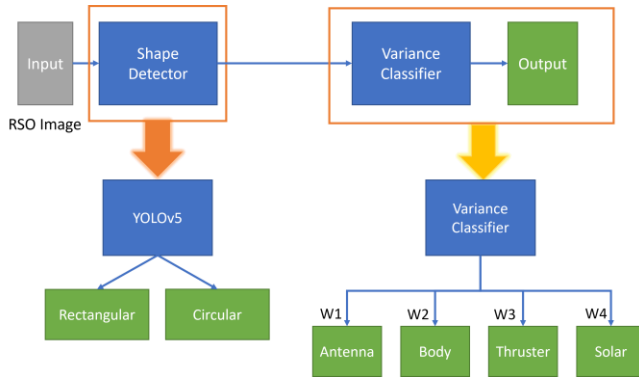 Input
Shape
Detector
Variance
Classifier
Output
RSO Image
YOLOv5
Variance
Classifier
Rectangular
Circular
W1
W2
W3
W4
Antenna
Body
Thruster
Solar